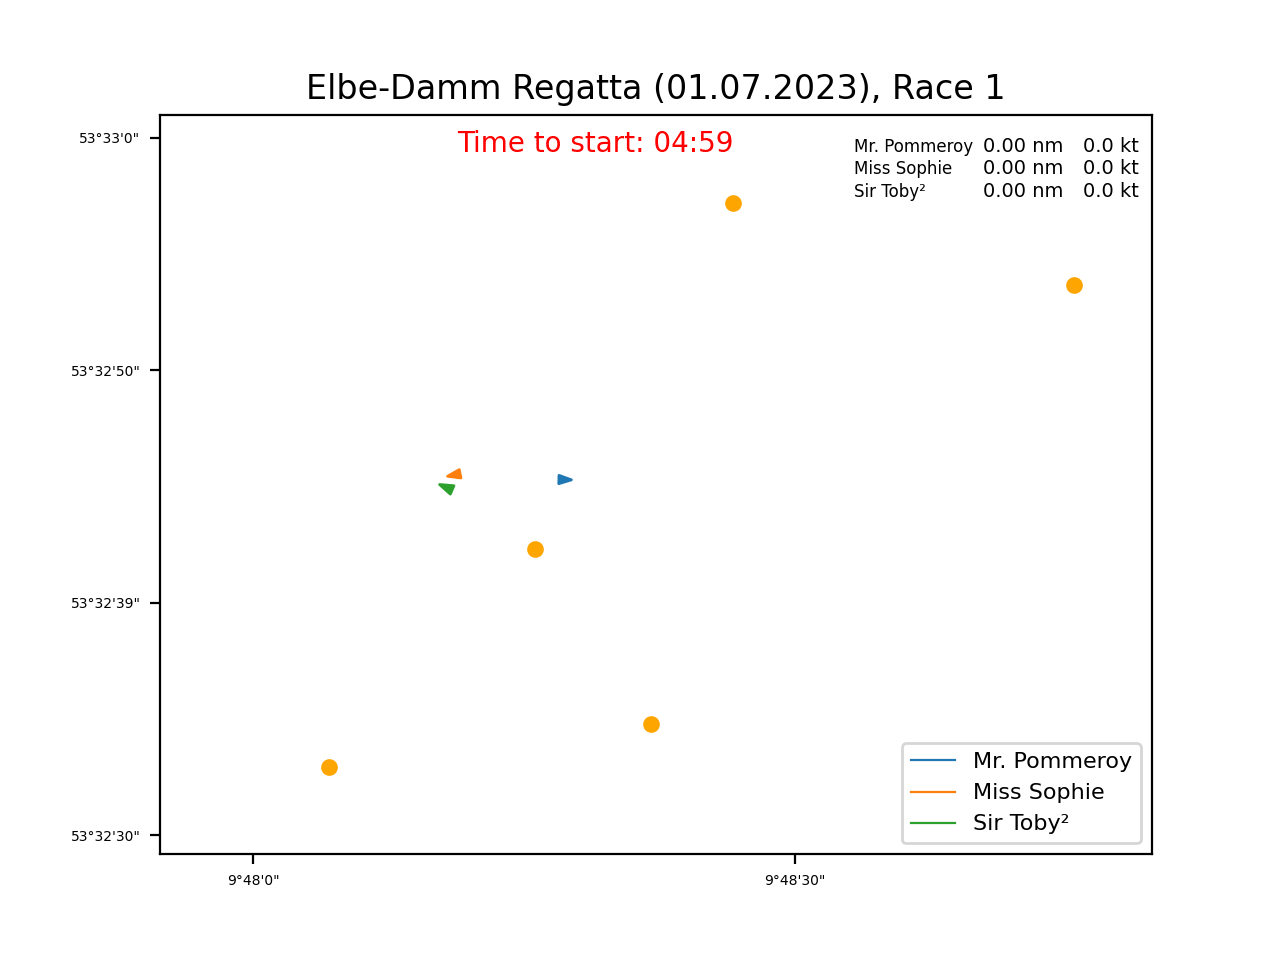 Elbe-Damm Regatta (01.07.2023), Race 1
53°33'0"
Time to start: 04:59
Mr. Pommeroy 0.00 nm 0.0 kt
Miss Sophie 0.00 nm 0.0 kt
Sir Toby² 0.00 nm 0.0 kt
53°32'50"
53°32'39"
53°32'30"
Mr. Pommeroy
Miss Sophie
Sir Toby²
9°48'0" 9°48'30"